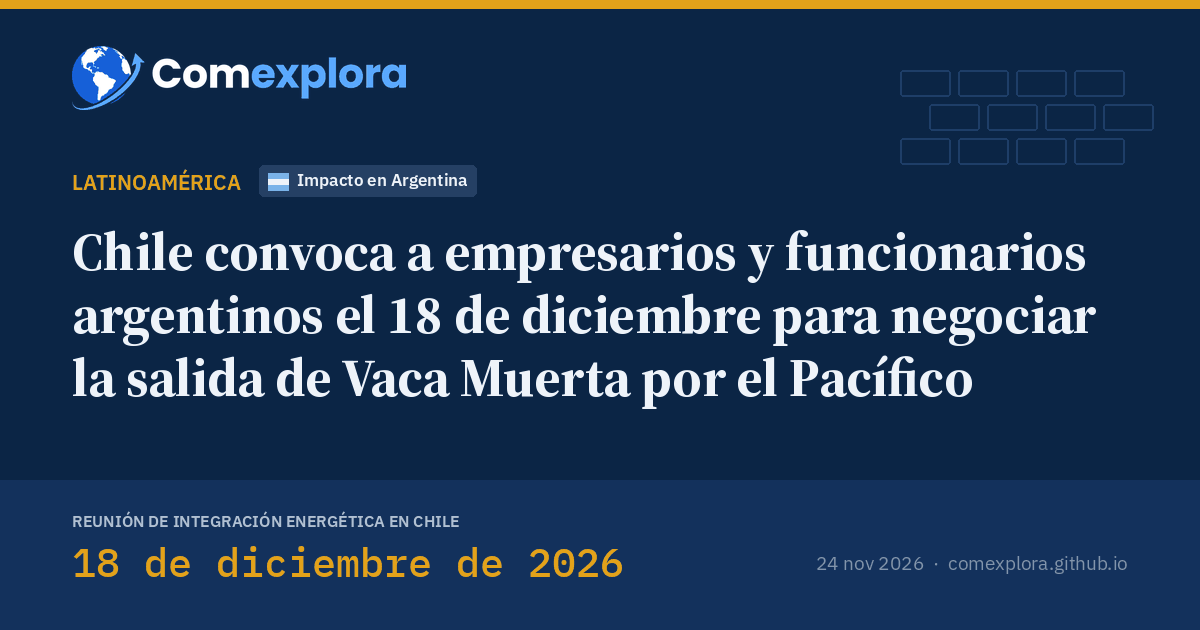 Comexplora
LATINOAMÉRICA
Impacto en Argentina
Chile convoca a empresarios y funcionarios
argentinos el 18 de diciembre para negociar
la salida de Vaca Muerta por el Pacífico
REUNIÓN DE INTEGRACIÓN ENERGÉTICA EN CHILE
18 de diciembre de 2026
24 nov 2026 · comexplora.github.io